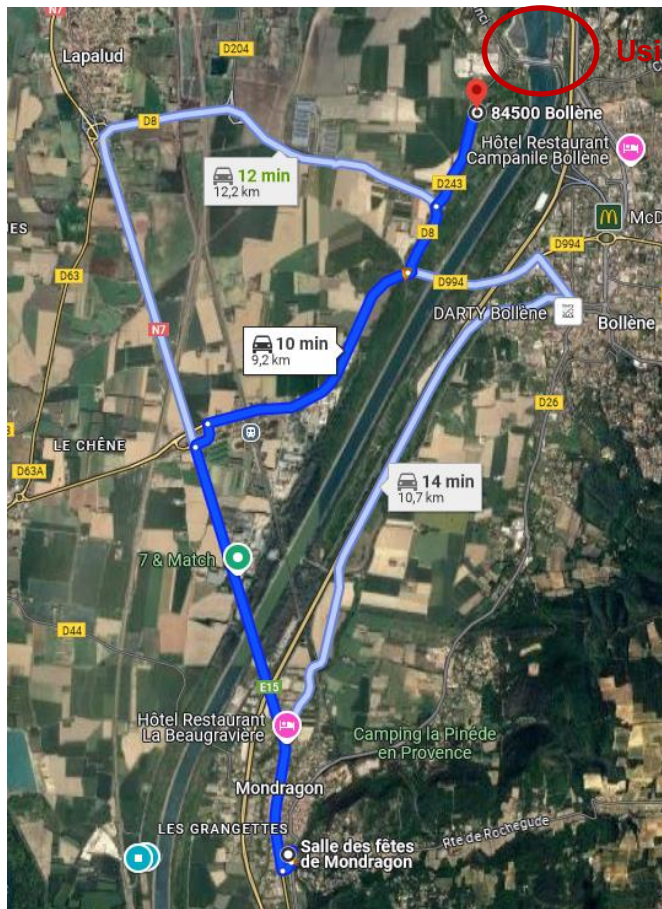 N7
Lapalud
D204
Usi
84500 Bollène
D8
Hôtel Restaurant
Campanile Bollène
12 min
12,2 km
D243
McD
UES
D8
D994
D63
D994
DARTY Bollène
Bollène
N7
10 min
9,2 km
D26
LE CHÊNE
D63A
14 min
10,7 km
7 & Match
D44
E15
Hôtel Restaurant
La Beaugravière
Camping la Pinède
en Provence
Mondragon
LES GRANGETTES
Salle des fêtes
de Mondragon
Rte de Rochegude